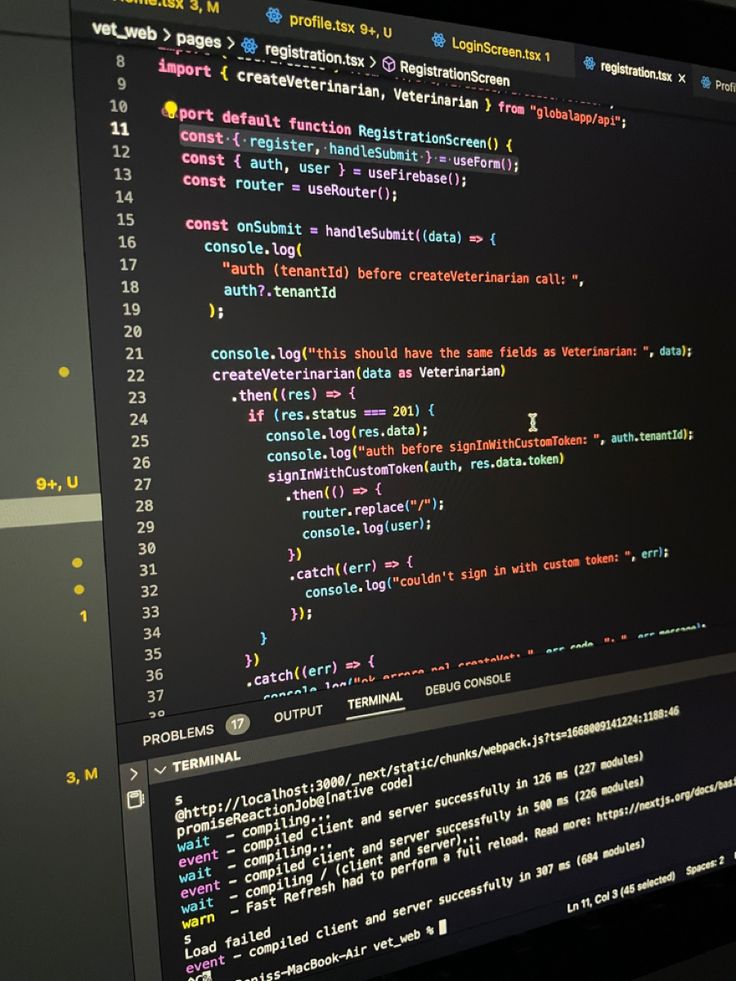 3, M
profile.tsx 9+, U
LoginScreen.tsx 1
registration.tsx ×
vet_web > pages > registration.tsx > RegistrationScreen
8
9 import { createVeterinarian, Veterinarian } from "globalapp/api";
10 port default function RegistrationScreen() {
11 const { register, handleSubmit } = useForm();
12 const { auth, user } = useFirebase();
13 const router = useRouter();
14
15 const onSubmit = handleSubmit((data) => {
16 console.log(
17 "auth (tenantId) before createVeterinarian call: ",
18 auth?.tenantId
19 );
20
21 console.log("this should have the same fields as Veterinarian: ", data);
22 createVeterinarian(data as Veterinarian)
23 .then((res) => {
24 if (res.status === 201) {
25 console.log(res.data);
26 console.log("auth before signInWithCustomToken: ", auth.tenantId);
27 signInWithCustomToken(auth, res.data.token)
28 .then(() => {
29 router.replace("/");
30 console.log(user);
31 })
32 .catch((err) => {
33 console.log("couldn't sign in with custom token: ", err);
34 });
35 }
36 })
37 .catch((err) => {
9+, U
1
3, M
PROBLEMS 17 OUTPUT TERMINAL DEBUG CONSOLE
TERMINAL
s
@http://localhost:3000/_next/static/chunks/webpack.js?ts=1668009141224:1188:46
promiseReactionJob@[native code]
wait – compiling...
event – compiled client and server successfully in 126 ms (227 modules)
wait – compiling...
event – compiled client and server successfully in 500 ms (226 modules)
wait – compiling / (client and server)...
warn – Fast Refresh had to perform a full reload. Read more: https://nextjs.org/docs/basi
s
Load failed
event – compiled client and server successfully in 307 ms (684 modules)
-MacBook-Air vet_web %
Ln 11, Col 3 (45 selected) Spaces: 2